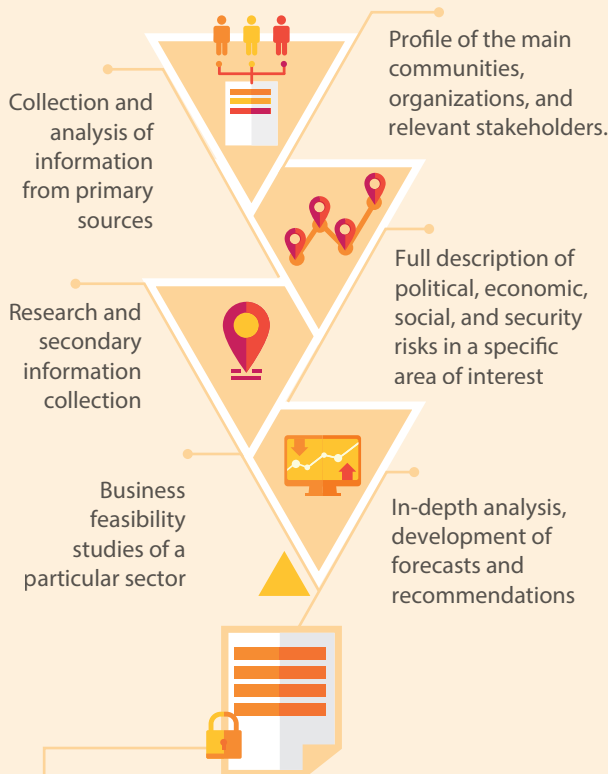 Profile of the main
communities,
organizations, and
relevant stakeholders.
Collection and
analysis of
information
from primary
sources
Full description of
political, economic,
social, and security
risks in a specific
area of interest
Research and
secondary
information
collection
Business
feasibility
studies of a
particular sector
In-depth analysis,
development of
forecasts and
recommendations